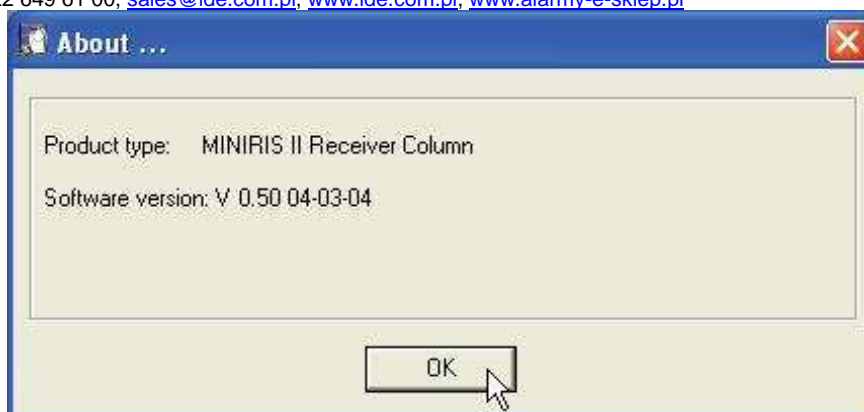 2 649 61 00, sales@ide.com.pl, www.ide.com.pl, www.alarmy-e-sklep.pl
About ...
Product type: MINIRIS II Receiver Column
Software version: V 0.50 04-03-04
OK